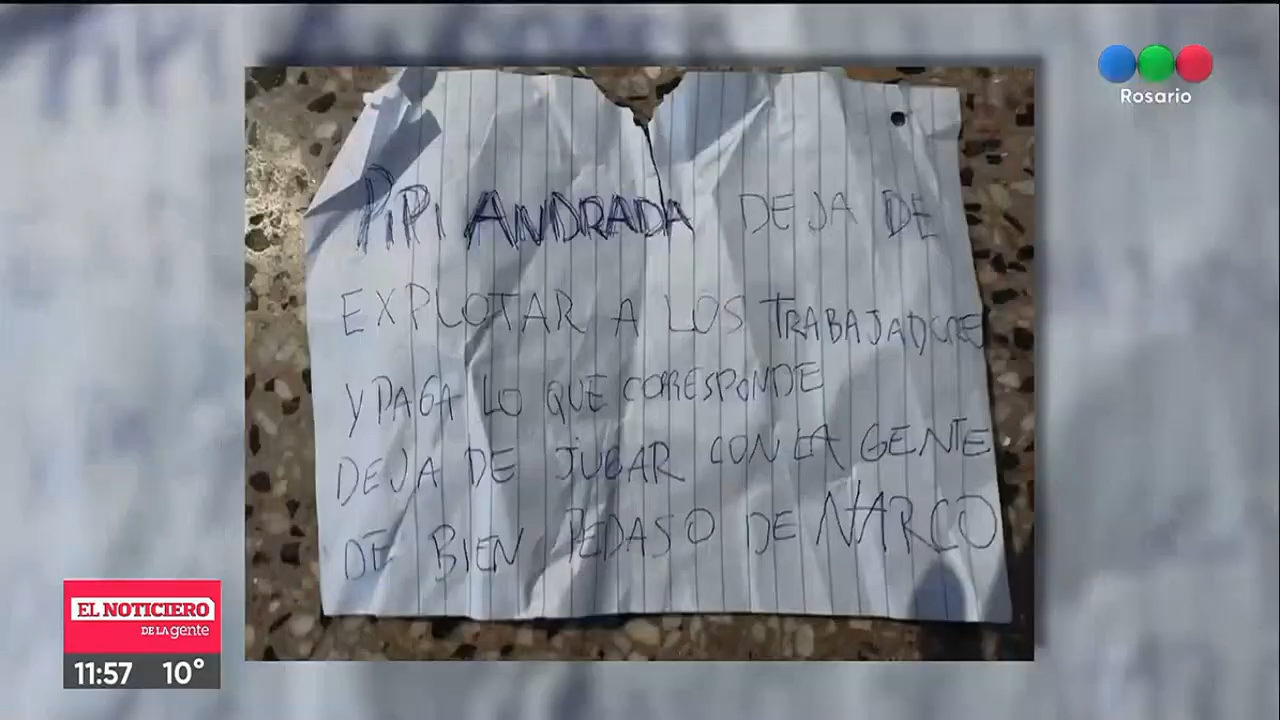 Rosario
PiPi ANDRADA DEJA DE
EXPLOTAR A LOS TRABAJADORES
Y PAGA LO QUE CORRESPONDE
DEJA DE JUGAR CON LA GENTE
DE BIEN PEDASO DE NARCO
EL NOTICIERO
DE LA gente
11:57 10°